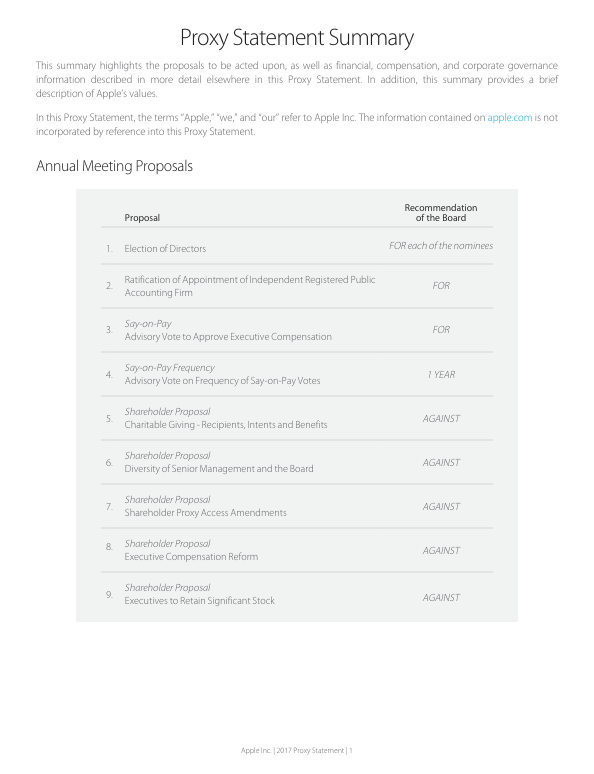 Proxy Statement Summary
This summary highlights the proposals to be acted upon, as well as financial, compensation, and corporate governance
information described in more detail elsewhere in this Proxy Statement. In addition, this summary provides a brief
description of Apple's values.
In this Proxy Statement, the terms “Apple,” “we,” and “our” refer to Apple Inc. The information contained on apple.com is not
incorporated by reference into this Proxy Statement.
Annual Meeting Proposals
Proposal
Recommendation
of the Board
1. Election of Directors FOR each of the nominees
2. Ratification of Appointment of Independent Registered Public
Accounting Firm
FOR
3. Say-on-Pay
Advisory Vote to Approve Executive Compensation
FOR
4. Say-on-Pay Frequency
Advisory Vote on Frequency of Say-on-Pay Votes
1 YEAR
5. Shareholder Proposal
Charitable Giving - Recipients, Intents and Benefits
AGAINST
6. Shareholder Proposal
Diversity of Senior Management and the Board
AGAINST
7. Shareholder Proposal
Shareholder Proxy Access Amendments
AGAINST
8. Shareholder Proposal
Executive Compensation Reform
AGAINST
9. Shareholder Proposal
Executives to Retain Significant Stock
AGAINST
Apple Inc. | 2017 Proxy Statement | 1